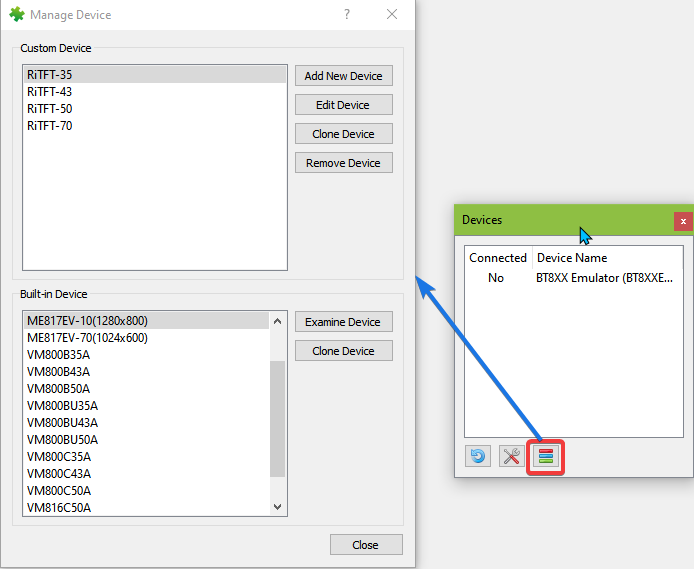 Manage Device
?
Custom Device
RiTFT-35
RiTFT-43
RiTFT-50
RiTFT-70
Add New Device
Edit Device
Clone Device
Remove Device
Built-in Device
ME817EV-10(1280x800)
ME817EV-70(1024x600)
VM800B35A
VM800B43A
VM800B50A
VM800BU35A
VM800BU43A
VM800BU50A
VM800C35A
VM800C43A
VM800C50A
VM816C50A
Examine Device
Clone Device
Close
Devices
x
Connected Device Name
No BT8XX Emulator (BT8XXE...